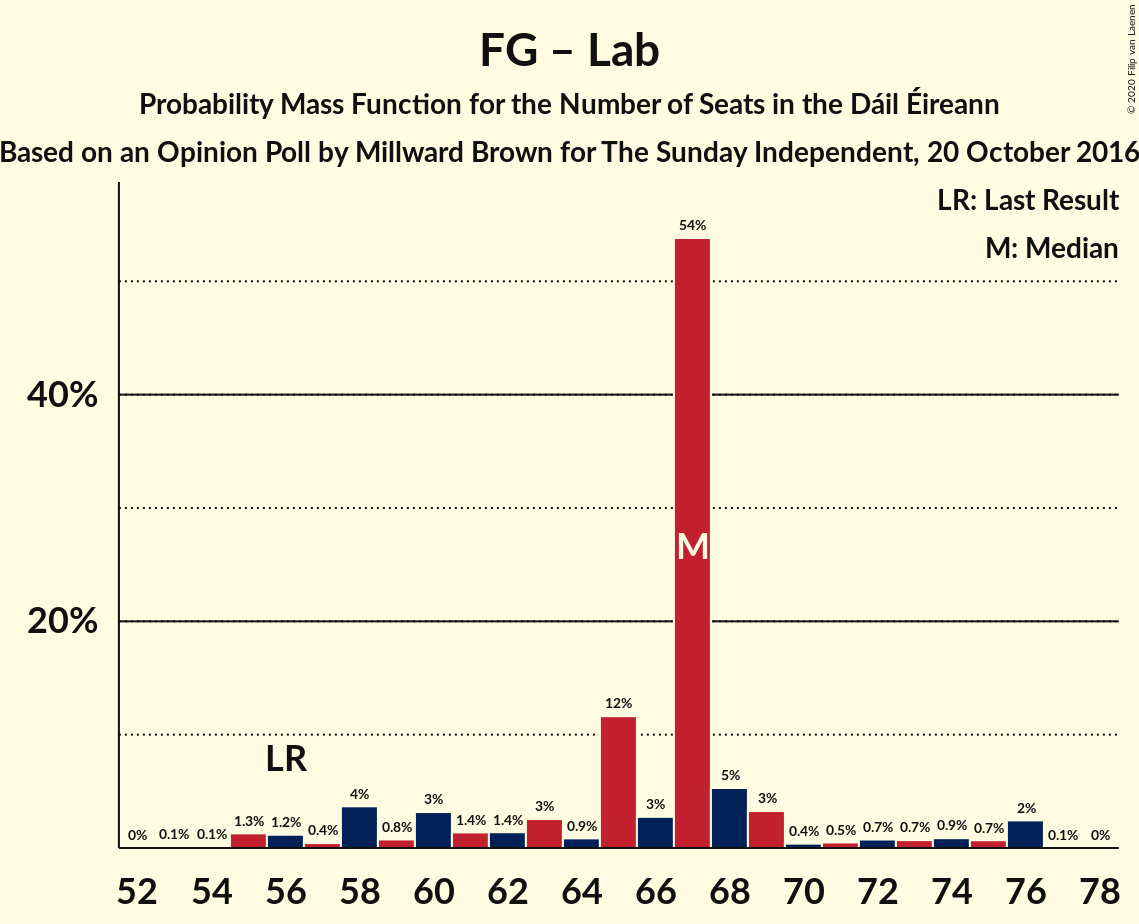 FG – Lab
Probability Mass Function for the Number of Seats in the Dáil Éireann
Based on an Opinion Poll by Millward Brown for The Sunday Independent, 20 October 2016
© 2020 Filip van Laenen
LR: Last Result
M: Median
40%
20%
0% 0.1% 0.1% 1.3% 1.2% 0.4% 4% 0.8% 3% 1.4% 1.4% 3% 0.9% 12% 3% 54% 5% 3% 0.4% 0.5% 0.7% 0.7% 0.9% 0.7% 2% 0.1% 0%
LR
M
52 54 56 58 60 62 64 66 68 70 72 74 76 78